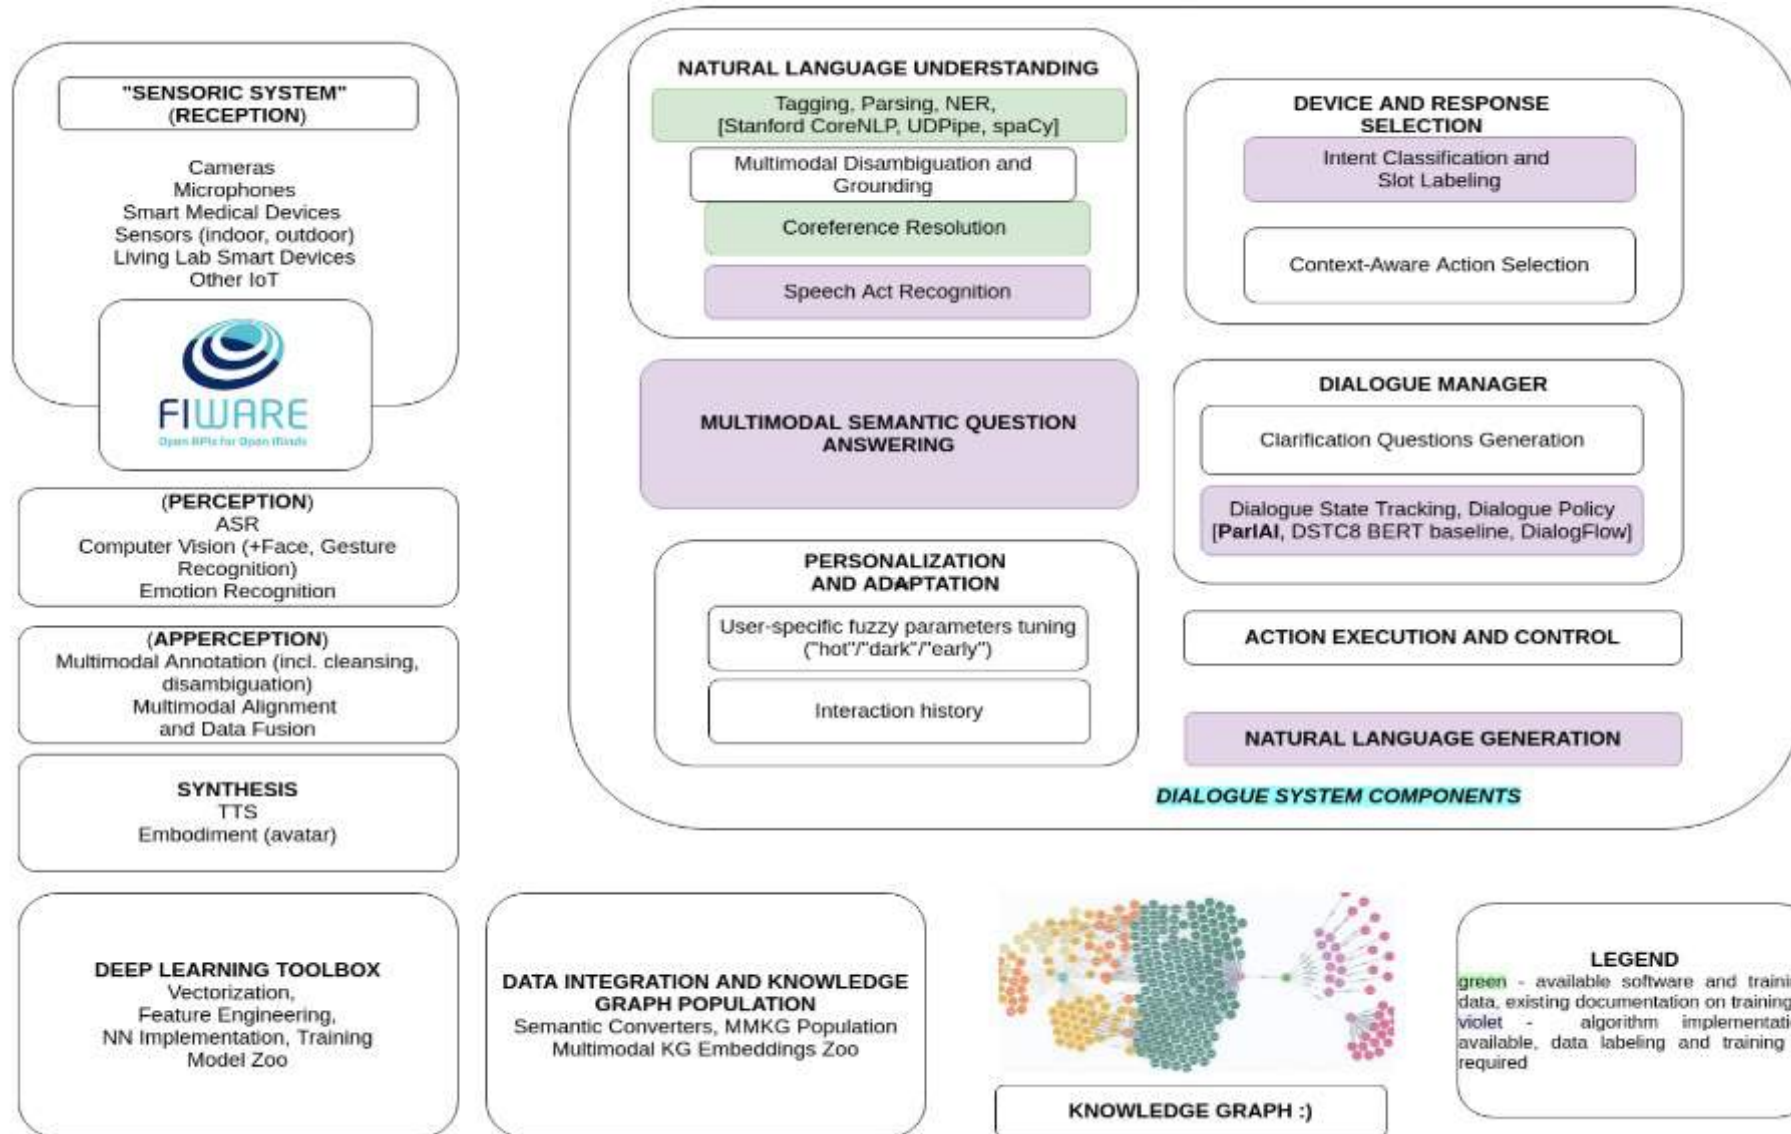 "SENSORIC SYSTEM"
(RECEPTION)
Cameras
Microphones
Smart Medical Devices
Sensors (indoor, outdoor)
Living Lab Smart Devices
Other IoT
FIWARE
Open APIs for Open Minds
(PERCEPTION)
ASR
Computer Vision (+Face, Gesture
Recognition)
Emotion Recognition
(APPERCEPTION)
Multimodal Annotation (incl. cleansing,
disambiguation)
Multimodal Alignment
and Data Fusion
SYNTHESIS
TTS
Embodiment (avatar)
DEEP LEARNING TOOLBOX
Vectorization,
Feature Engineering,
NN Implementation, Training
Model Zoo
NATURAL LANGUAGE UNDERSTANDING
Tagging, Parsing, NER,
[Stanford CoreNLP, UDPipe, spaCy]
Multimodal Disambiguation and
Grounding
Coreference Resolution
Speech Act Recognition
MULTIMODAL SEMANTIC QUESTION
ANSWERING
PERSONALIZATION
AND ADAPTATION
User-specific fuzzy parameters tuning
("hot"/"dark"/"early")
Interaction history
DEVICE AND RESPONSE
SELECTION
Intent Classification and
Slot Labeling
Context-Aware Action Selection
DIALOGUE MANAGER
Clarification Questions Generation
Dialogue State Tracking, Dialogue Policy
[ParlAI, DSTC8 BERT baseline, DialogFlow]
ACTION EXECUTION AND CONTROL
NATURAL LANGUAGE GENERATION
DIALOGUE SYSTEM COMPONENTS
DATA INTEGRATION AND KNOWLEDGE
GRAPH POPULATION
Semantic Converters, MMKG Population
Multimodal KG Embeddings Zoo
KNOWLEDGE GRAPH :)
LEGEND
green - available software and traini
data, existing documentation on training
violet - algorithm implementati
available, data labeling and training
required